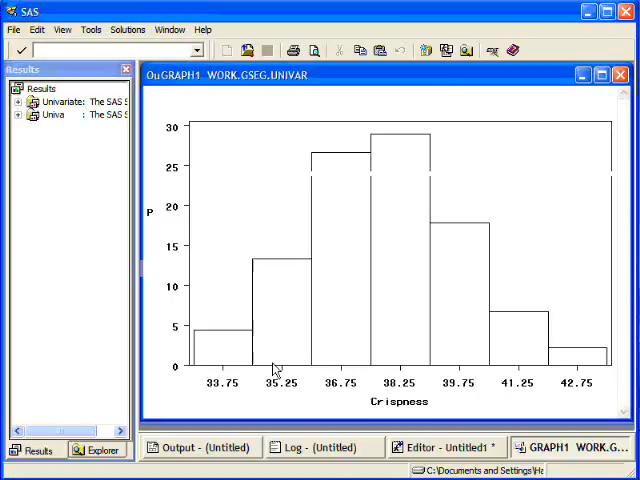 SAS
File Edit View Tools Solutions Window Help
Results
OuGRAPH1 WORK.GSEG.UNIVAR
Results
Univariate: The SAS S
Univa : The SAS S
30
25
20
P
15
10
5
0
33.75 35.25 36.75 38.25 39.75 41.25 42.75
Crispness
Results Explorer
Output - (Untitled) Log - (Untitled) Editor - Untitled1 * GRAPH1 WORK.G...
C:\Documents and Settings\Ha